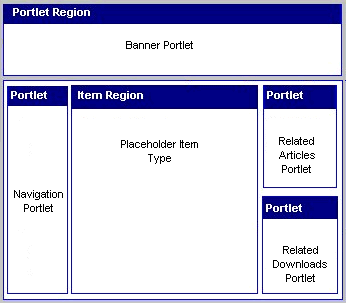 Portlet Region
Banner Portlet
Portlet
Navigation
Portlet
Item Region
Placeholder Item
Type
Portlet
Related
Articles
Portlet
Portlet
Related
Downloads
Portlet